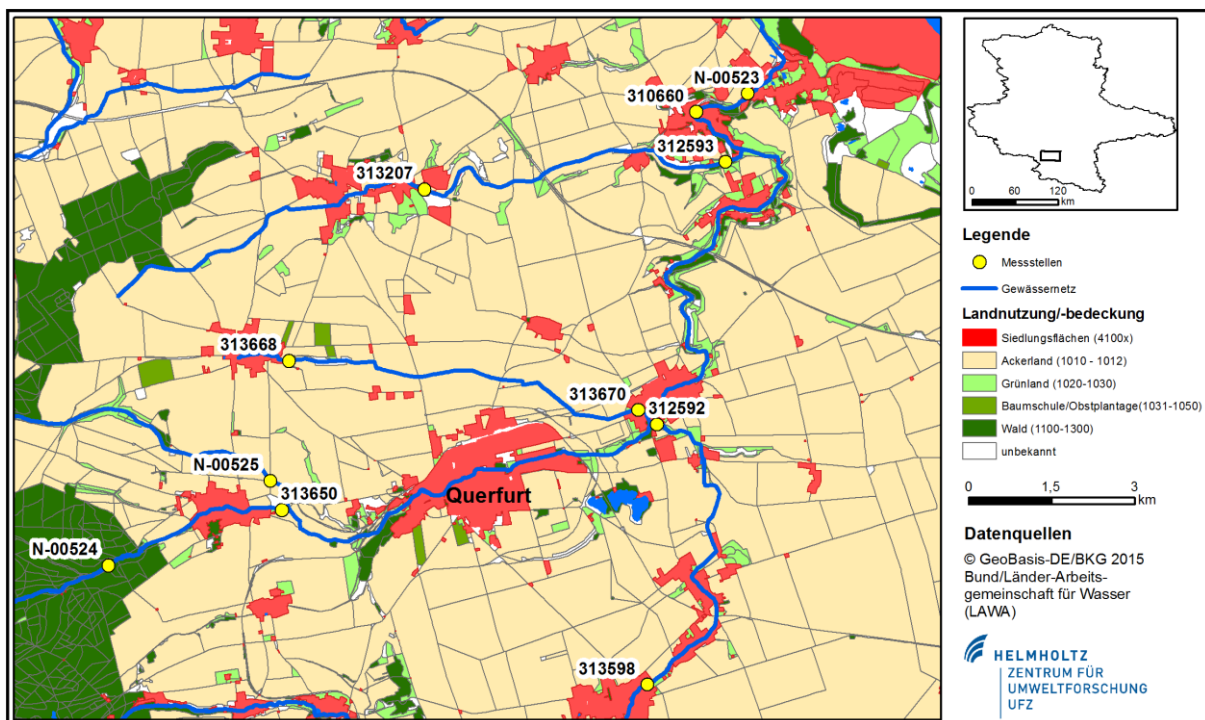 N-00523
310660
312593
313207
313668
313670
312592
N-00525
313650
Querfurt
N-00524
313598
0 60 120
km
Legende
Messstellen
Gewässernetz
Landnutzung/-bedeckung
Siedlungsflächen (4100x)
Ackerland (1010 - 1012)
Grünland (1020-1030)
Baumschule/Obstplantage(1031-1050)
Wald (1100-1300)
unbekannt
0 1,5 3
km
Datenquellen
© GeoBasis-DE/BKG 2015
Bund/Länder-Arbeits-
gemeinschaft für Wasser
(LAWA)
HELMHOLTZ
ZENTRUM FÜR
UMWELTFORSCHUNG
UFZ